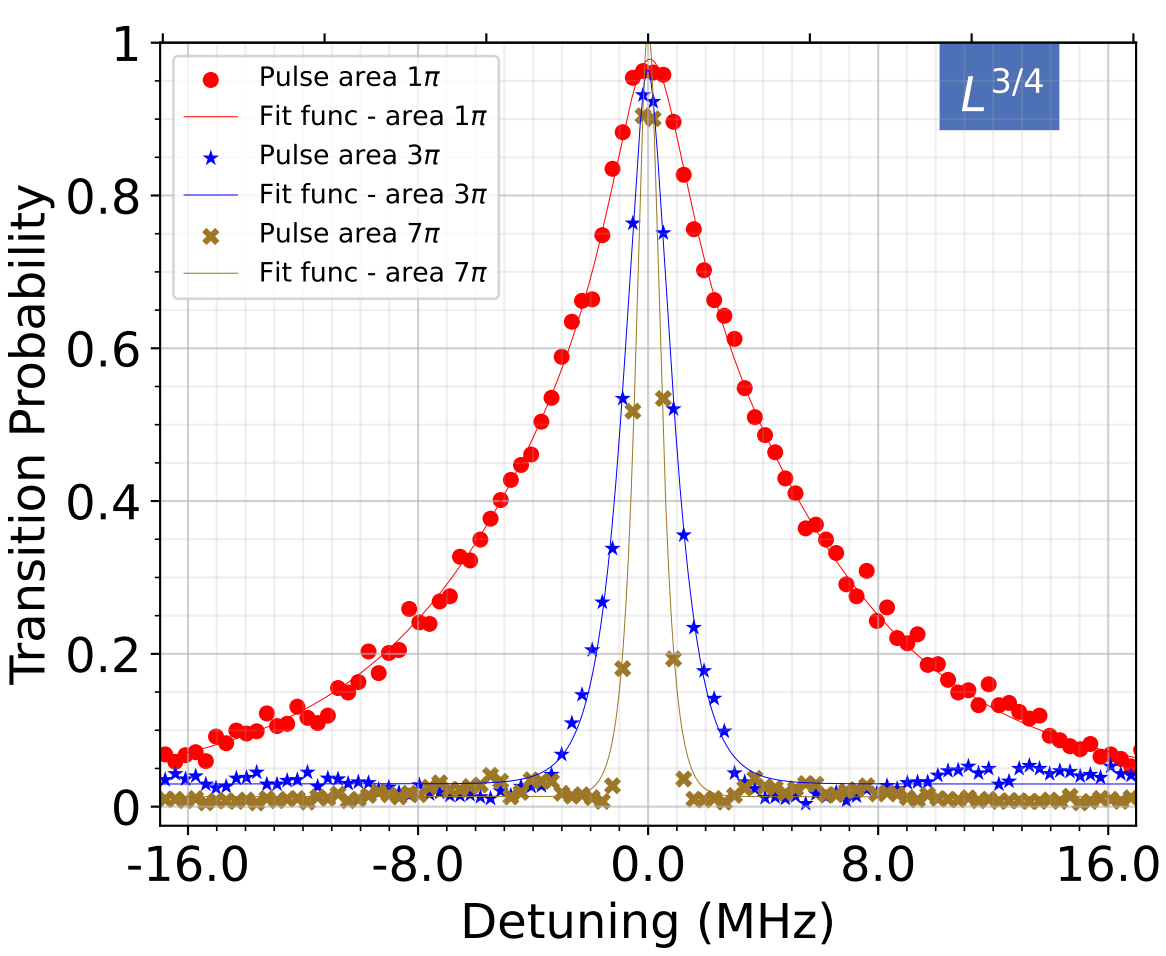 L^3/4
Pulse area 1π
Fit func - area 1π
Pulse area 3π
Fit func - area 3π
Pulse area 7π
Fit func - area 7π
Transition Probability
1
0.8
0.6
0.4
0.2
0
-16.0 -8.0 0.0 8.0 16.0
Detuning (MHz)